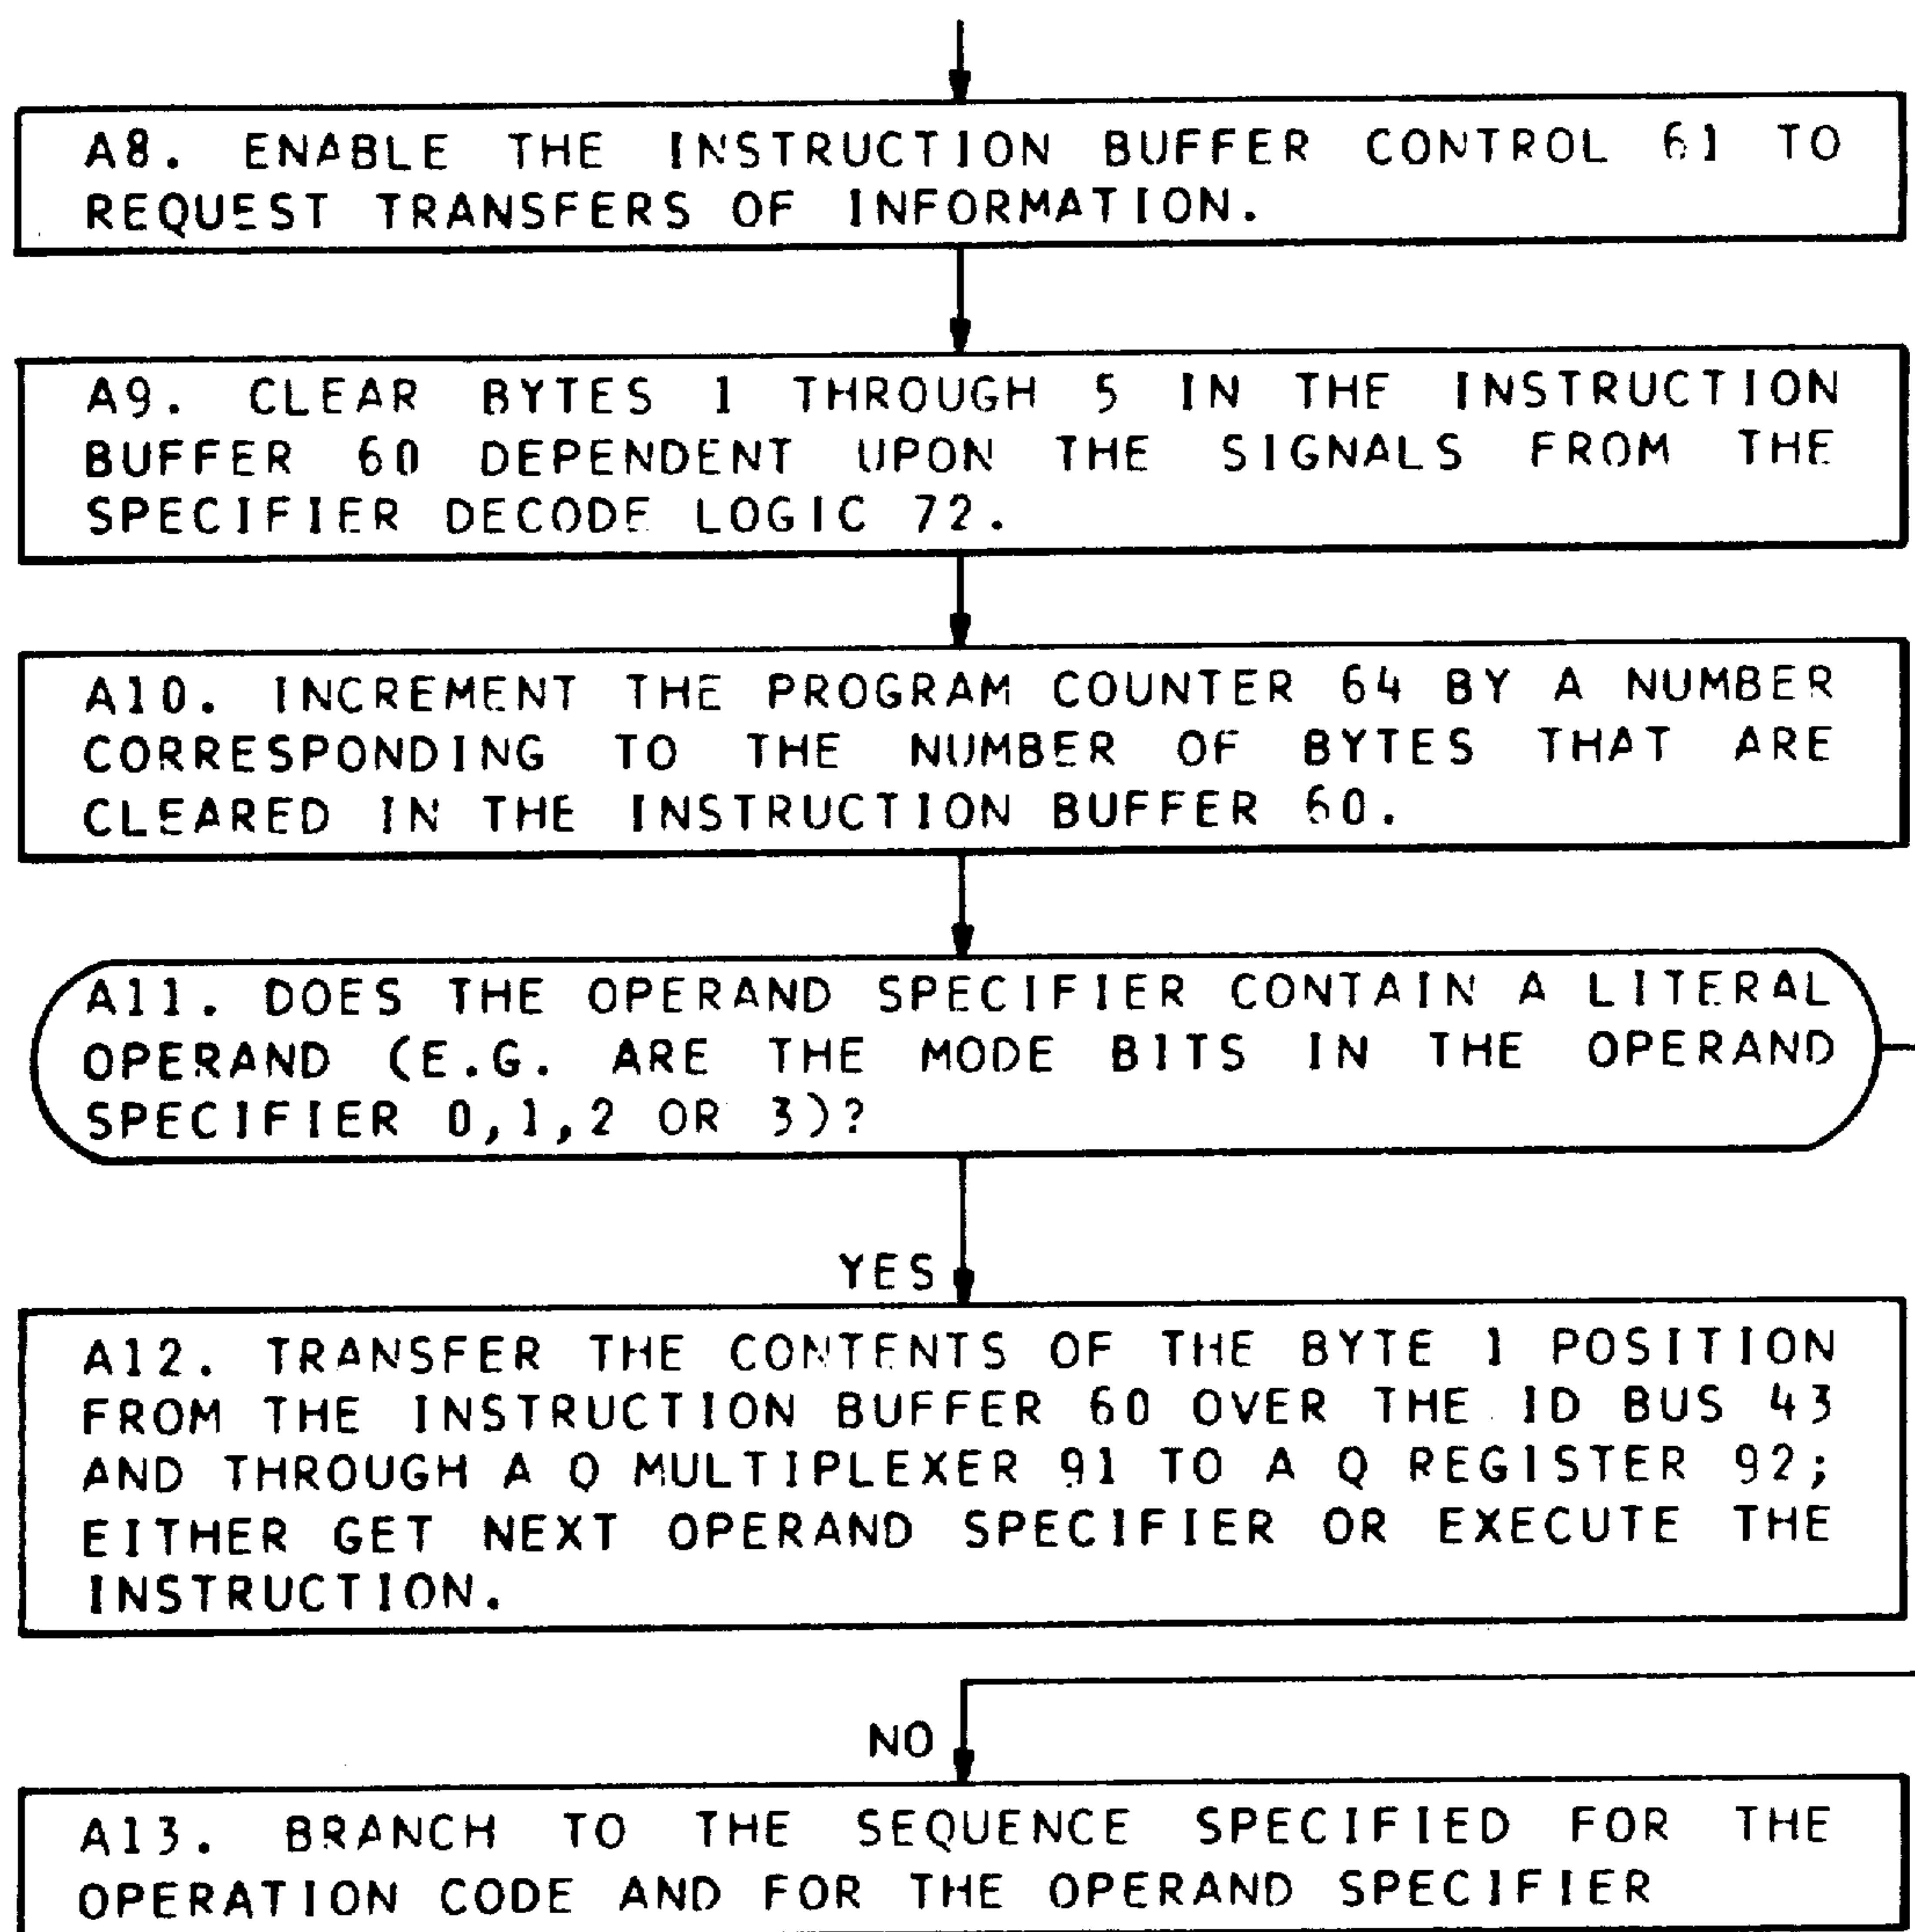 A8. ENABLE THE INSTRUCTION BUFFER CONTROL 61 TO
REQUEST TRANSFERS OF INFORMATION.
A9. CLEAR BYTES 1 THROUGH 5 IN THE INSTRUCTION
BUFFER 60 DEPENDENT UPON THE SIGNALS FROM THE
SPECIFIER DECODE LOGIC 72.
A10. INCREMENT THE PROGRAM COUNTER 64 BY A NUMBER
CORRESPONDING TO THE NUMBER OF BYTES THAT ARE
CLEARED IN THE INSTRUCTION BUFFER 60.
A11. DOES THE OPERAND SPECIFIER CONTAIN A LITERAL
OPERAND (E.G. ARE THE MODE BITS IN THE OPERAND
SPECIFIER 0,1,2 OR 3)?
YES
A12. TRANSFER THE CONTENTS OF THE BYTE 1 POSITION
FROM THE INSTRUCTION BUFFER 60 OVER THE ID BUS 43
AND THROUGH A Q MULTIPLEXER 91 TO A Q REGISTER 92;
EITHER GET NEXT OPERAND SPECIFIER OR EXECUTE THE
INSTRUCTION.
NO
A13. BRANCH TO THE SEQUENCE SPECIFIED FOR THE
OPERATION CODE AND FOR THE OPERAND SPECIFIER